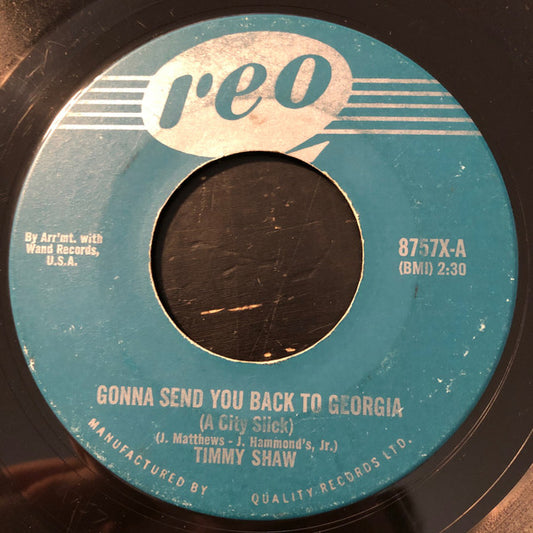 reo
By Arr'mt. with
Wand Records,
U.S.A.
8757X-A
(BMI) 2:30
GONNA SEND YOU BACK TO GEORGIA
(A City Slick)
(J. Matthews - J. Hammond's, Jr.)
TIMMY SHAW
MANUFACTURED BY QUALITY RECORDS LTD.